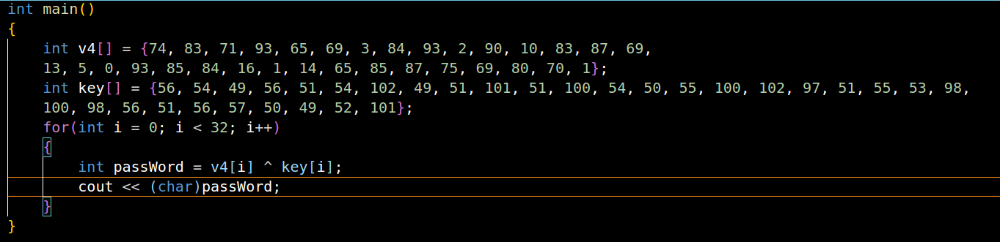 int main()
{
    int v4[] = {74, 83, 71, 93, 65, 69, 3, 84, 93, 2, 90, 10, 83, 87, 69,
    13, 5, 0, 93, 85, 84, 16, 1, 14, 65, 85, 87, 75, 69, 80, 70, 1};
    int key[] = {56, 54, 49, 56, 51, 54, 102, 49, 51, 101, 51, 100, 54, 50, 55, 100, 102, 97, 51, 55, 53, 98,
    100, 98, 56, 51, 56, 57, 50, 49, 52, 101};
    for(int i = 0; i < 32; i++)
    {
        int passWord = v4[i] ^ key[i];
        cout << (char)passWord;
    }
}